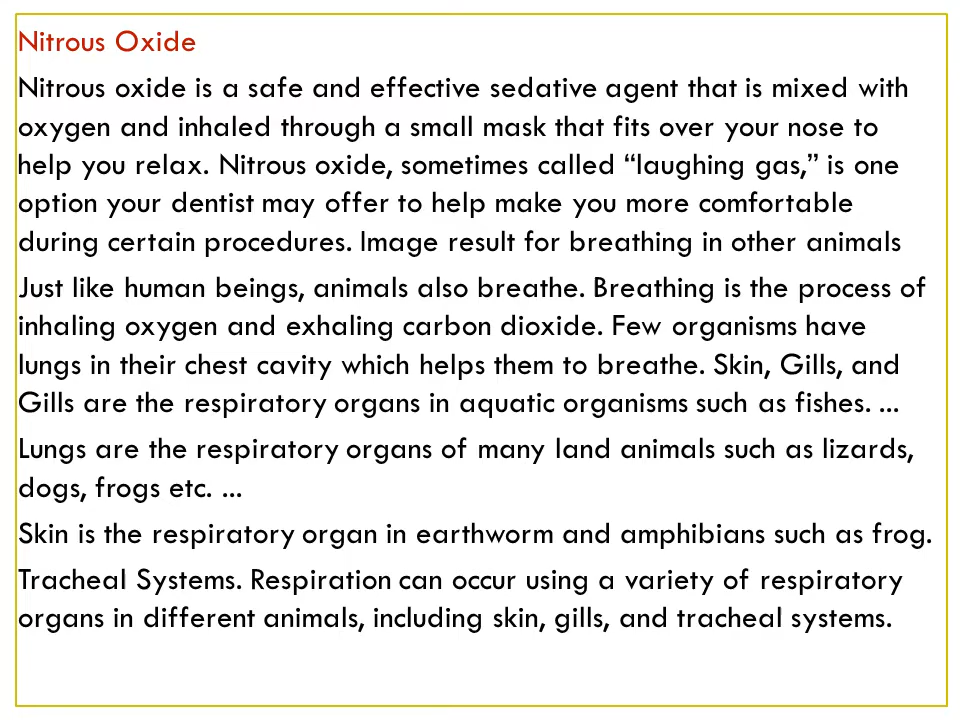 Nitrous Oxide
Nitrous oxide is a safe and effective sedative agent that is mixed with
oxygen and inhaled through a small mask that fits over your nose to
help you relax. Nitrous oxide, sometimes called “laughing gas,” is one
option your dentist may offer to help make you more comfortable
during certain procedures. Image result for breathing in other animals
Just like human beings, animals also breathe. Breathing is the process of
inhaling oxygen and exhaling carbon dioxide. Few organisms have
lungs in their chest cavity which helps them to breathe. Skin, Gills, and
Gills are the respiratory organs in aquatic organisms such as fishes. ...
Lungs are the respiratory organs of many land animals such as lizards,
dogs, frogs etc. ...
Skin is the respiratory organ in earthworm and amphibians such as frog.
Tracheal Systems. Respiration can occur using a variety of respiratory
organs in different animals, including skin, gills, and tracheal systems.